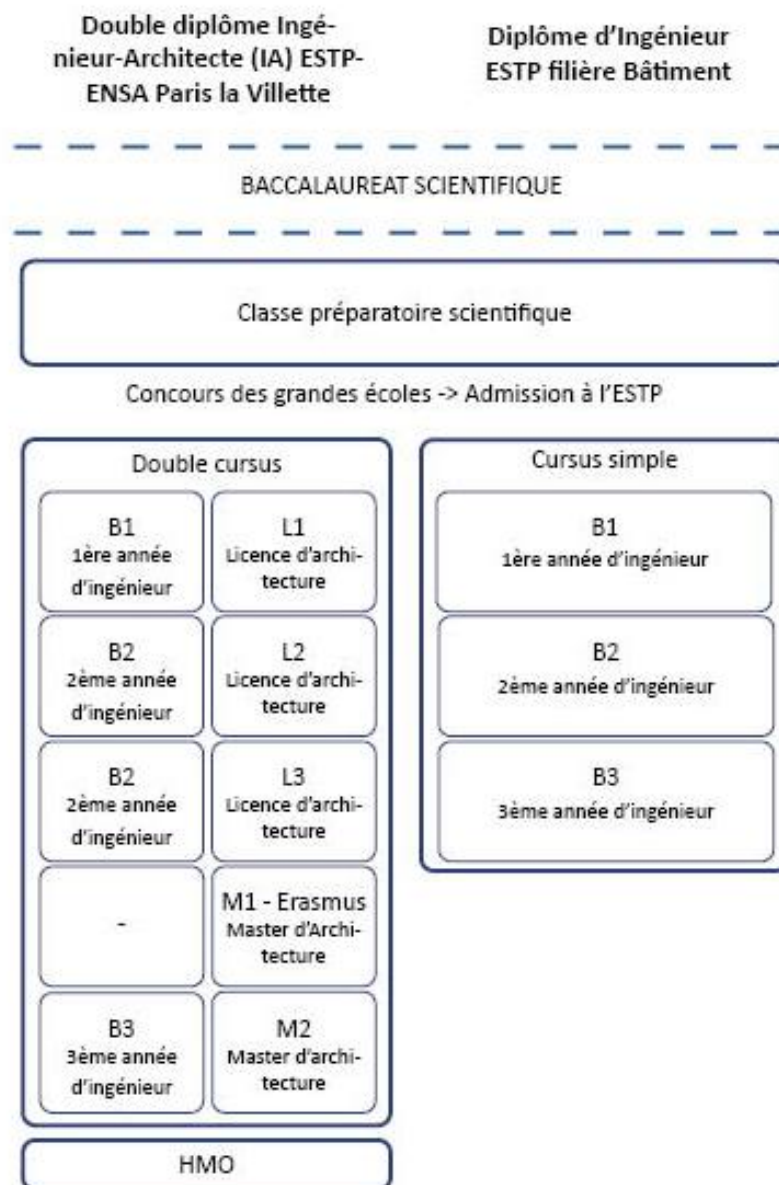 Double diplôme Ingé-
nieur-Architecte (IA) ESTP-
ENSA Paris la Villette
Diplôme d'Ingénieur
ESTP filière Bâtiment
BACCALAUREAT SCIENTIFIQUE
Classe préparatoire scientifique
Concours des grandes écoles -> Admission à l'ESTP
Double cursus
B1
1ère année
d'ingénieur
L1
Licence d'archi-
tecture
B2
2ème année
d'ingénieur
L2
Licence d'archi-
tecture
B2
2ème année
d'ingénieur
L3
Licence d'archi-
tecture
-
M1 - Erasmus
Master d'Archi-
tecture
B3
3ème année
d'ingénieur
M2
Master d'archi-
tecture
HMO
Cursus simple
B1
1ère année d'ingénieur
B2
2ème année d'ingénieur
B3
3ème année d'ingénieur